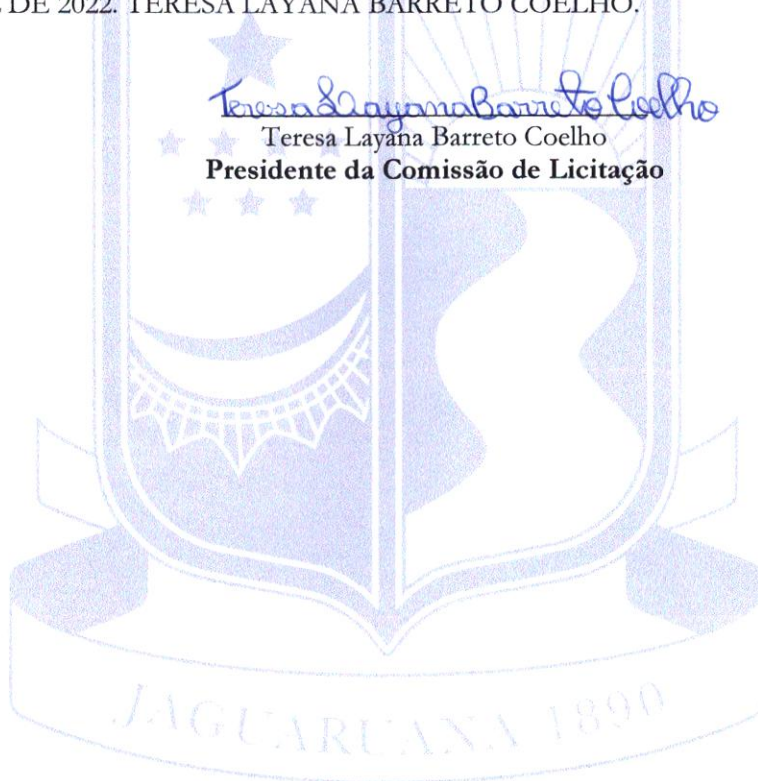 DE 2022. TERESA LAYANA BARRETO COELHO.
Teresa Layana Barreto Coelho
Teresa Layana Barreto Coelho
Presidente da Comissão de Licitação
JAGUARUANA 1890